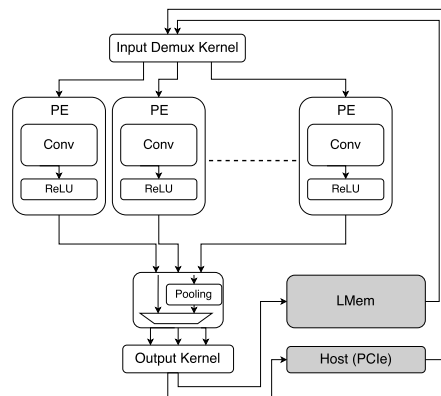 Input Demux Kernel
PE
PE
PE
Conv
Conv
Conv
ReLU
ReLU
ReLU
Pooling
LMem
Output Kernel
Host (PCIe)